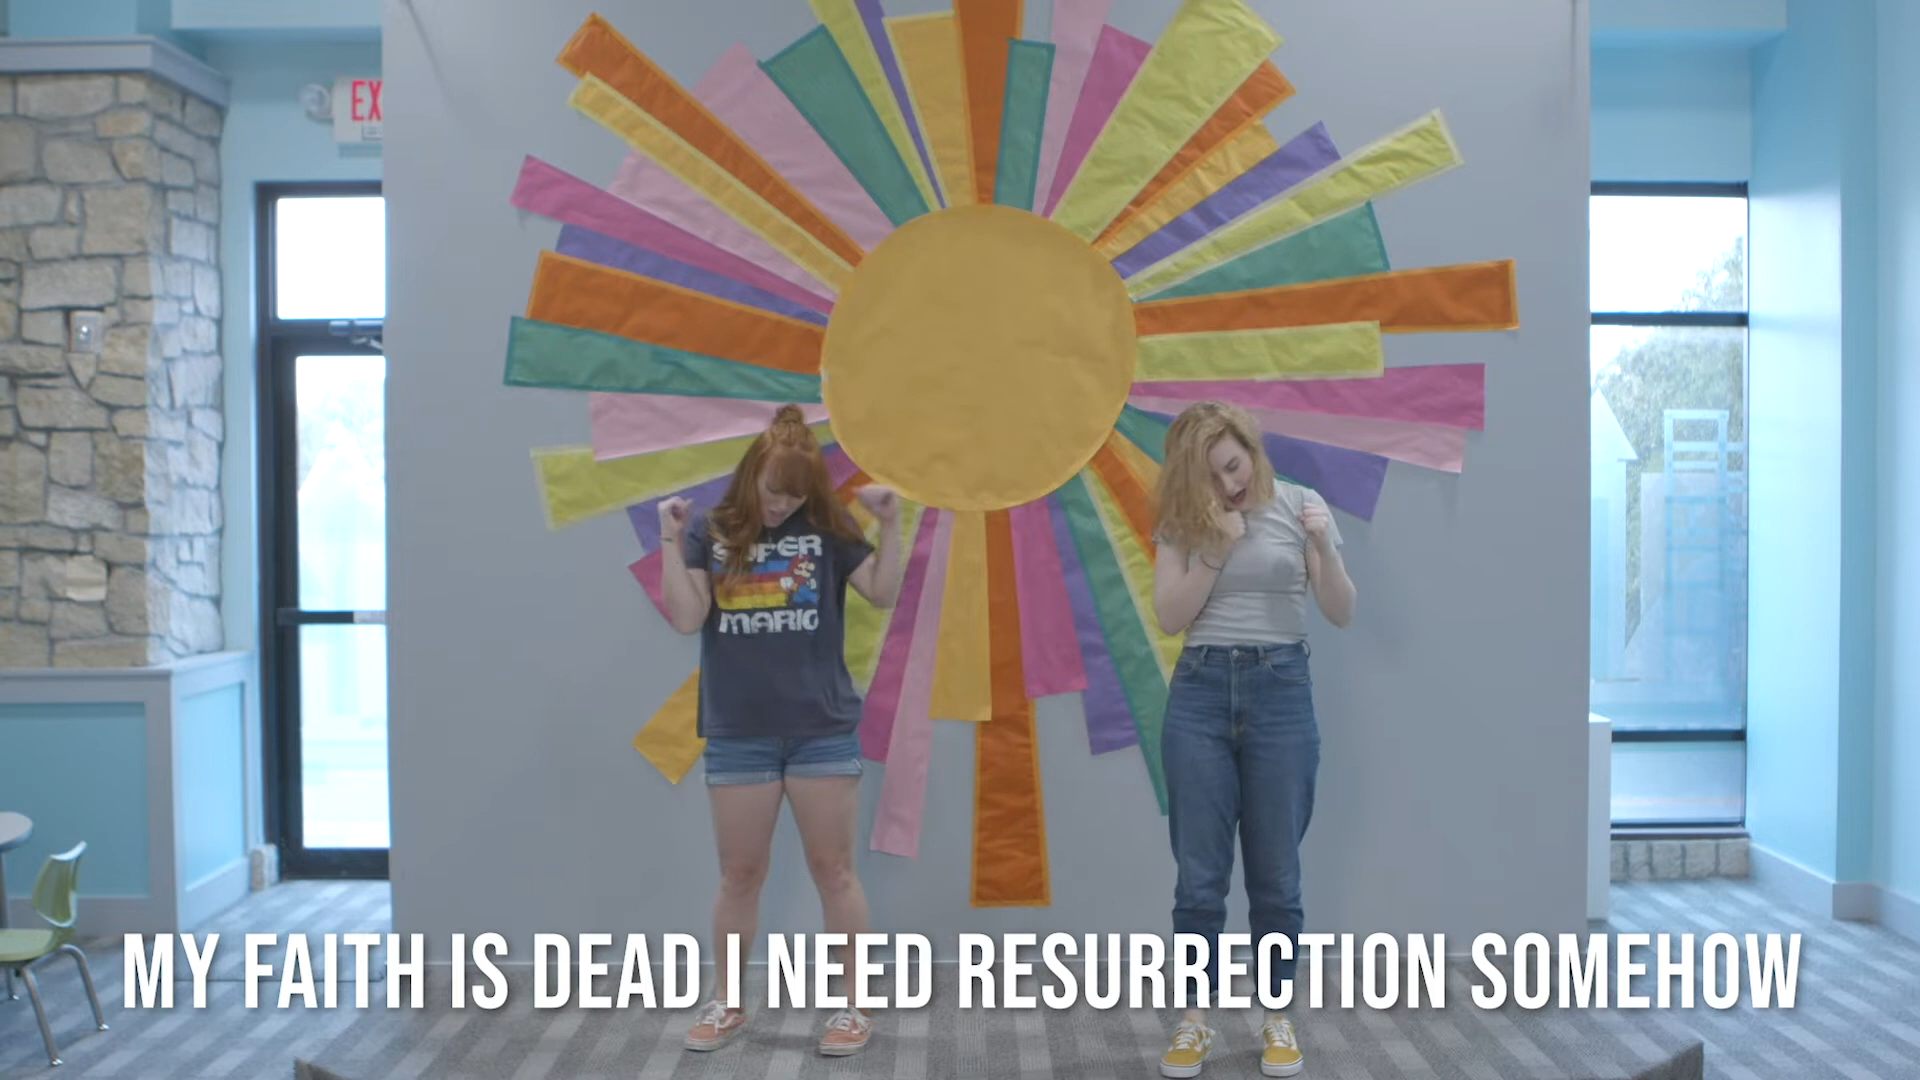 EX
SUPER
MARIO
MY FAITH IS DEAD I NEED RESURRECTION SOMEHOW